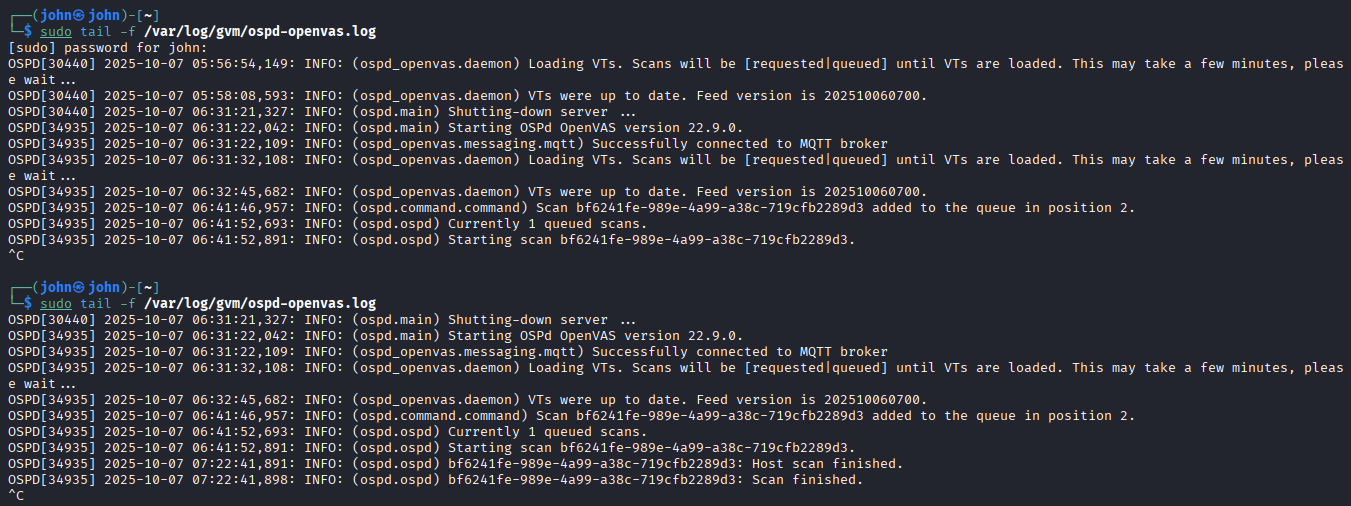 ┌──(john㉿john)-[~]
└─$ sudo tail -f /var/log/gvm/ospd-openvas.log
[sudo] password for john:
OSPD[30440] 2025-10-07 05:56:54,149: INFO: (ospd_openvas.daemon) Loading VTs. Scans will be [requested|queued] until VTs are loaded. This may take a few minutes, pleas
e wait...
OSPD[30440] 2025-10-07 05:58:08,593: INFO: (ospd_openvas.daemon) VTs were up to date. Feed version is 202510060700.
OSPD[30440] 2025-10-07 06:31:21,327: INFO: (ospd.main) Shutting-down server ...
OSPD[34935] 2025-10-07 06:31:22,042: INFO: (ospd.main) Starting OSPd OpenVAS version 22.9.0.
OSPD[34935] 2025-10-07 06:31:22,109: INFO: (ospd_openvas.messaging.mqtt) Successfully connected to MQTT broker
OSPD[34935] 2025-10-07 06:31:32,108: INFO: (ospd_openvas.daemon) Loading VTs. Scans will be [requested|queued] until VTs are loaded. This may take a few minutes, pleas
e wait...
OSPD[34935] 2025-10-07 06:32:45,682: INFO: (ospd_openvas.daemon) VTs were up to date. Feed version is 202510060700.
OSPD[34935] 2025-10-07 06:41:46,957: INFO: (ospd.command.command) Scan bf6241fe-989e-4a99-a38c-719cfb2289d3 added to the queue in position 2.
OSPD[34935] 2025-10-07 06:41:52,693: INFO: (ospd.ospd) Currently 1 queued scans.
OSPD[34935] 2025-10-07 06:41:52,891: INFO: (ospd.ospd) Starting scan bf6241fe-989e-4a99-a38c-719cfb2289d3.
^C
┌──(john㉿john)-[~]
└─$ sudo tail -f /var/log/gvm/ospd-openvas.log
OSPD[30440] 2025-10-07 06:31:21,327: INFO: (ospd.main) Shutting-down server ...
OSPD[34935] 2025-10-07 06:31:22,042: INFO: (ospd.main) Starting OSPd OpenVAS version 22.9.0.
OSPD[34935] 2025-10-07 06:31:22,109: INFO: (ospd_openvas.messaging.mqtt) Successfully connected to MQTT broker
OSPD[34935] 2025-10-07 06:31:32,108: INFO: (ospd_openvas.daemon) Loading VTs. Scans will be [requested|queued] until VTs are loaded. This may take a few minutes, pleas
e wait...
OSPD[34935] 2025-10-07 06:32:45,682: INFO: (ospd_openvas.daemon) VTs were up to date. Feed version is 202510060700.
OSPD[34935] 2025-10-07 06:41:46,957: INFO: (ospd.command.command) Scan bf6241fe-989e-4a99-a38c-719cfb2289d3 added to the queue in position 2.
OSPD[34935] 2025-10-07 06:41:52,693: INFO: (ospd.ospd) Currently 1 queued scans.
OSPD[34935] 2025-10-07 06:41:52,891: INFO: (ospd.ospd) Starting scan bf6241fe-989e-4a99-a38c-719cfb2289d3.
OSPD[34935] 2025-10-07 07:22:41,891: INFO: (ospd.ospd) bf6241fe-989e-4a99-a38c-719cfb2289d3: Host scan finished.
OSPD[34935] 2025-10-07 07:22:41,898: INFO: (ospd.ospd) bf6241fe-989e-4a99-a38c-719cfb2289d3: Scan finished.
^C